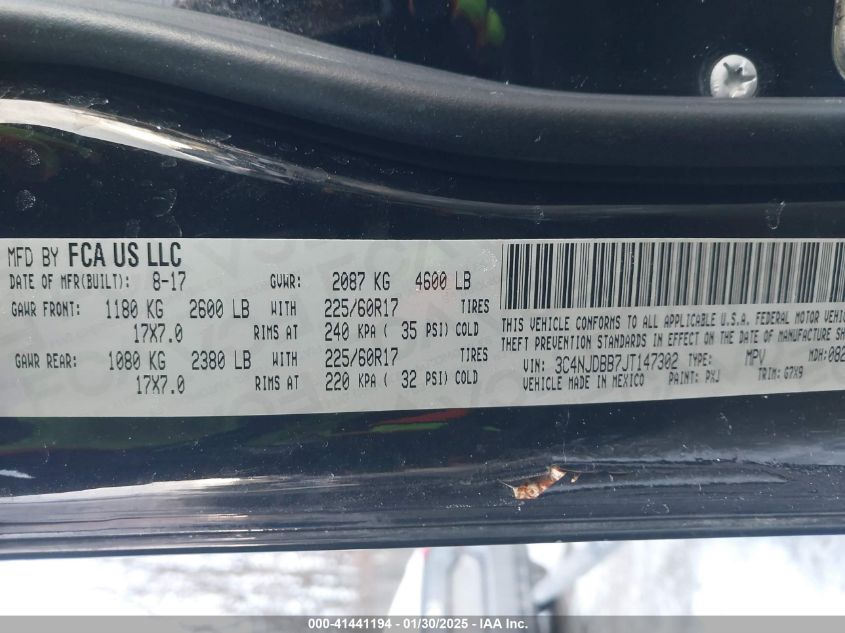 MFD BY FCA US LLC
DATE OF MFR(BUILT): 8-17 GVWR: 2087 KG 4600 LB
GAWR FRONT: 1180 KG 2600 LB WITH 225/60R17 TIRES
17X7.0 RIMS AT 240 KPA ( 35 PSI) COLD
GAWR REAR: 1080 KG 2380 LB WITH 225/60R17 TIRES
17X7.0 RIMS AT 220 KPA ( 32 PSI) COLD
THIS VEHICLE CONFORMS TO ALL APPLICABLE U.S.A. FEDERAL MOTOR VEHIC
THEFT PREVENTION STANDARDS IN EFFECT ON THE DATE OF MANUFACTURE SH
VIN: 3C4NJDBB7JT147302 TYPE: MPV MDH: 082
VEHICLE MADE IN MEXICO PAINT: PXJ TRIM: G7X9
000-41441194 - 01/30/2025 - IAA Inc.